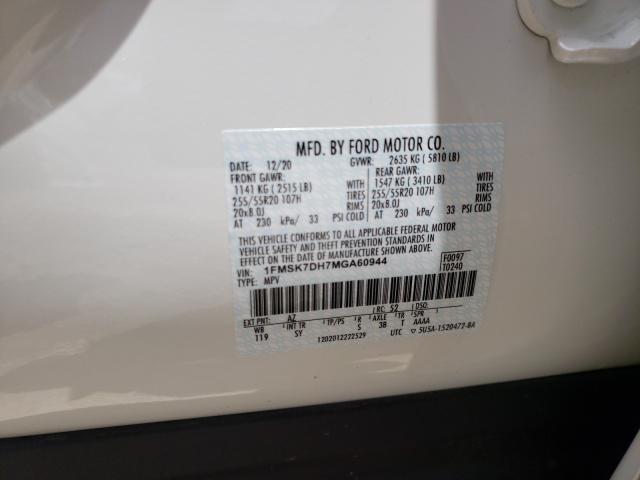 MFD. BY FORD MOTOR CO.
DATE: 12/20 GVWR: 2635 KG ( 5810 LB)
FRONT GAWR: REAR GAWR:
1141 KG ( 2515 LB) WITH 1547 KG ( 3410 LB) WITH
255/55R20 107H TIRES 255/55R20 107H TIRES
20x8.0J RIMS 20x8.0J RIMS
AT 230 kPa/ 33 PSI COLD AT 230 kPa/ 33 PSI COLD
THIS VEHICLE CONFORMS TO ALL APPLICABLE FEDERAL MOTOR
VEHICLE SAFETY AND THEFT PREVENTION STANDARDS IN
EFFECT ON THE DATE OF MANUFACTURE SHOWN ABOVE.
VIN: 1FMSK7DH7MGA60944 F0097
TYPE: MPV T0240
EXT PNT: AZ RC: 52 DSO:
WB INT TR TP/PS R AXLE TR SPR
119 SY S 3B T AAAA
1202012222529 UTC ▽ 5U5A-1520472-BA